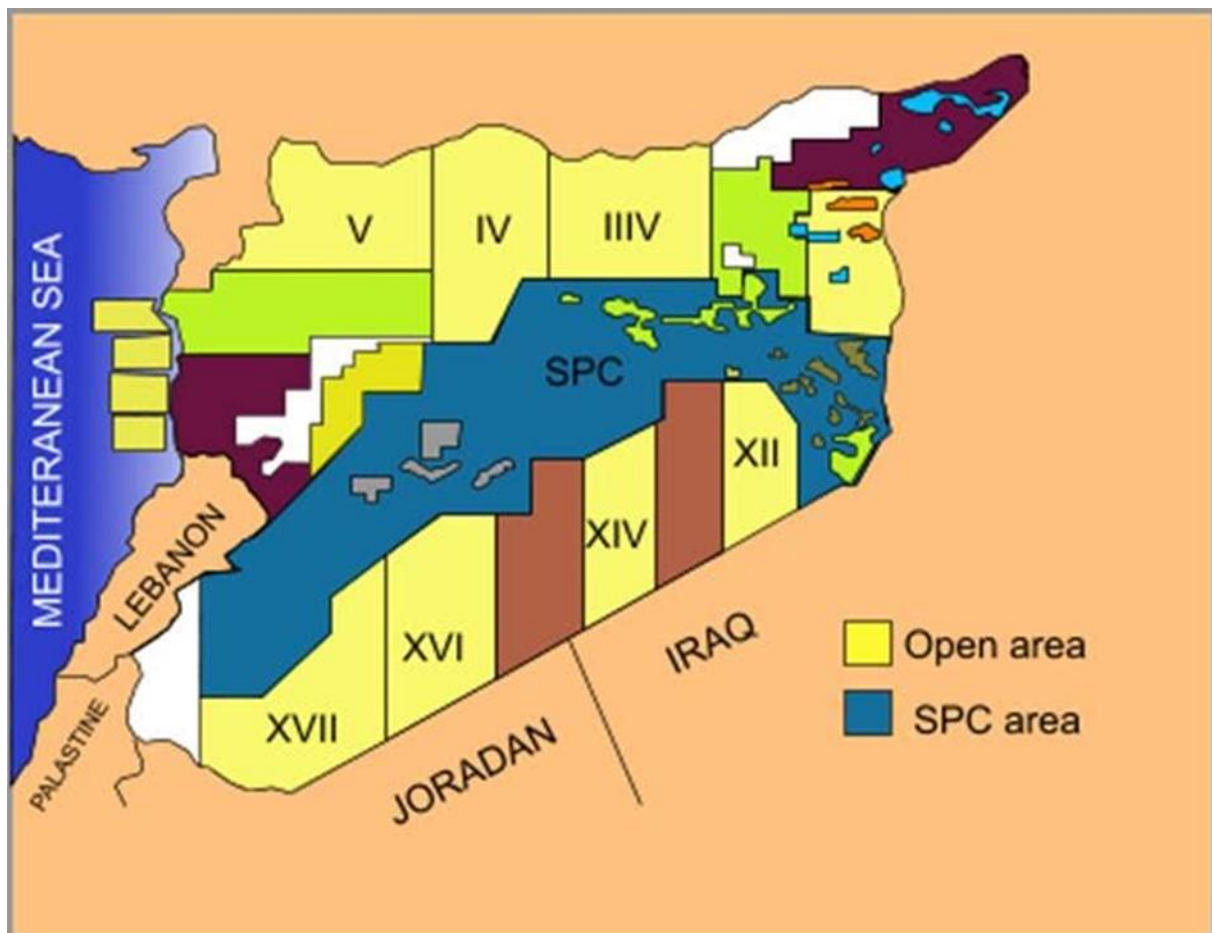 V
IV
IIIV
SPC
XII
XIV
XVI
XVII
MEDITERANEAN SEA
LEBANON
PALASTINE
JORADAN
IRAQ
Open area
SPC area